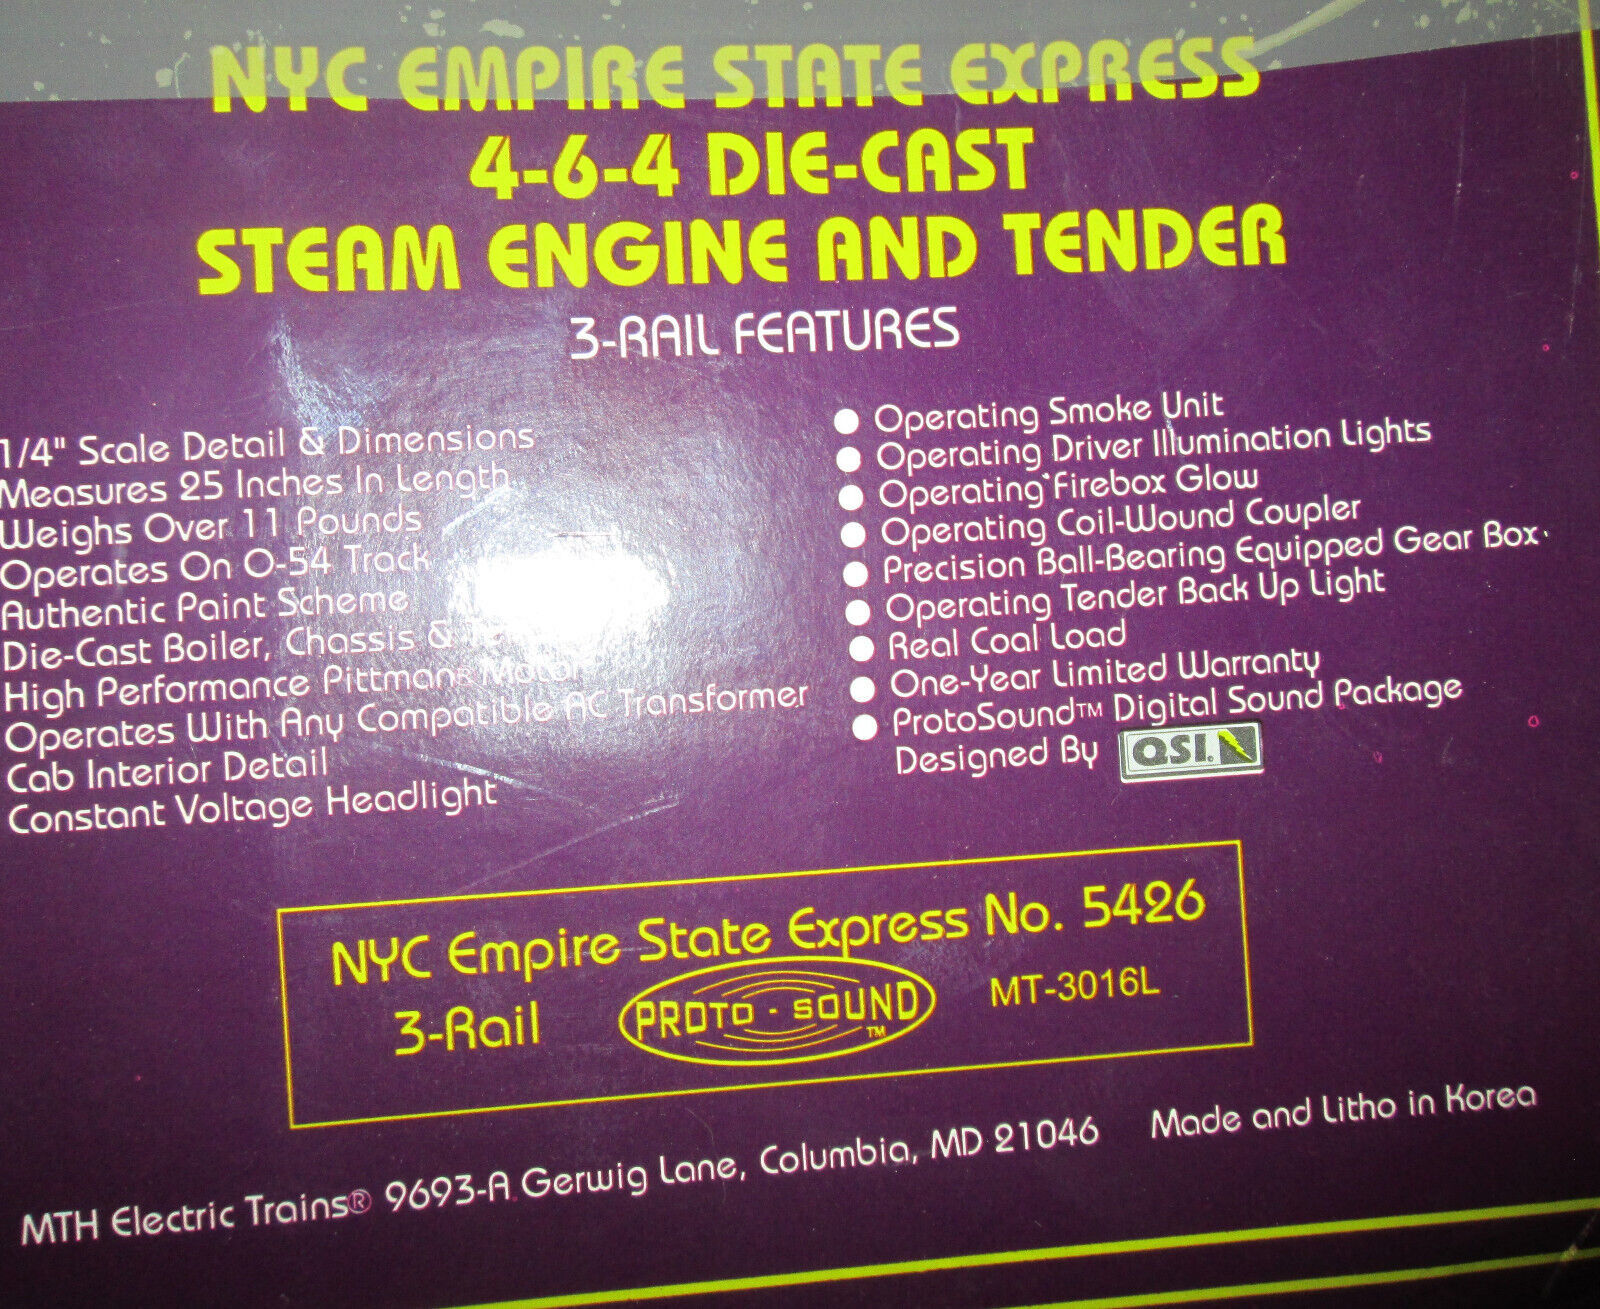 NYC EMPIRE STATE EXPRESS
4-6-4 DIE-CAST
STEAM ENGINE AND TENDER
3-RAIL FEATURES
1/4" Scale Detail & Dimensions
Measures 25 Inches In Length
Weighs Over 11 Pounds
Operates On O-54 Track
Authentic Paint Scheme
Die-Cast Boiler, Chassis &
High Performance Pittman® Motor
Operates With Any Compatible AC Transformer
Cab Interior Detail
Constant Voltage Headlight
● Operating Smoke Unit
● Operating Driver Illumination Lights
● Operating Firebox Glow
● Operating Coil-Wound Coupler
● Precision Ball-Bearing Equipped Gear Box
● Operating Tender Back Up Light
● Real Coal Load
● One-Year Limited Warranty
● ProtoSound™ Digital Sound Package
Designed By QSI.
NYC Empire State Express No. 5426
3-Rail PROTO-SOUND™ MT-3016L
MTH Electric Trains® 9693-A Gerwig Lane, Columbia, MD 21046 Made and Litho in Korea